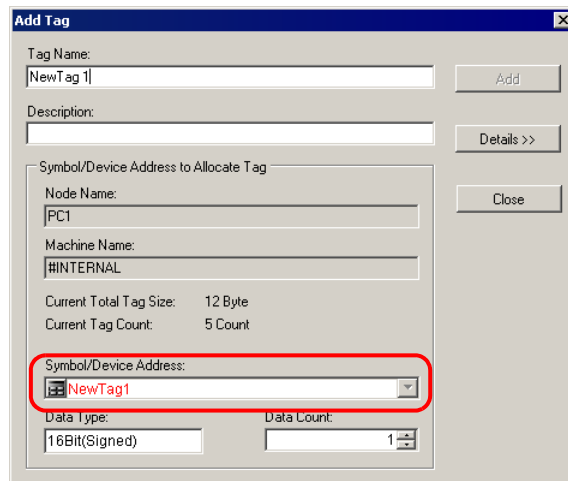 Add Tag
Tag Name:
NewTag 1
Add
Description:
Details >>
Symbol/Device Address to Allocate Tag
Node Name:
PC1
Close
Machine Name:
#INTERNAL
Current Total Tag Size: 12 Byte
Current Tag Count: 5 Count
Symbol/Device Address:
NewTag1
Data Type: Data Count:
16Bit(Signed) 1